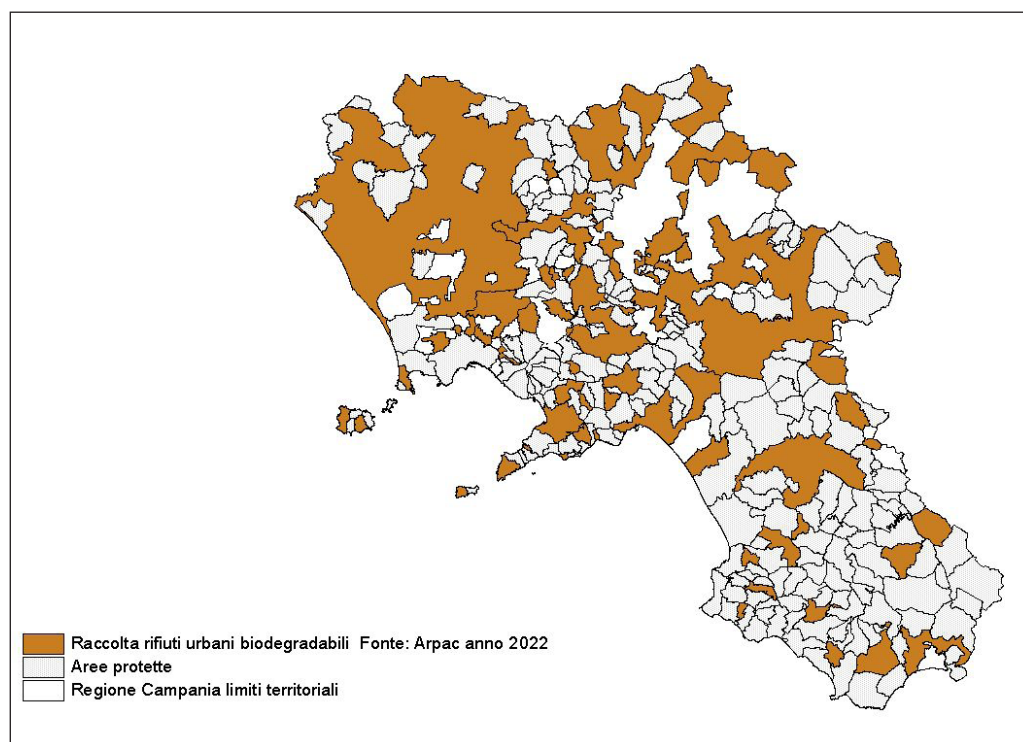 Raccolta rifiuti urbani biodegradabili Fonte: Arpac anno 2022
Aree protette
Regione Campania limiti territoriali